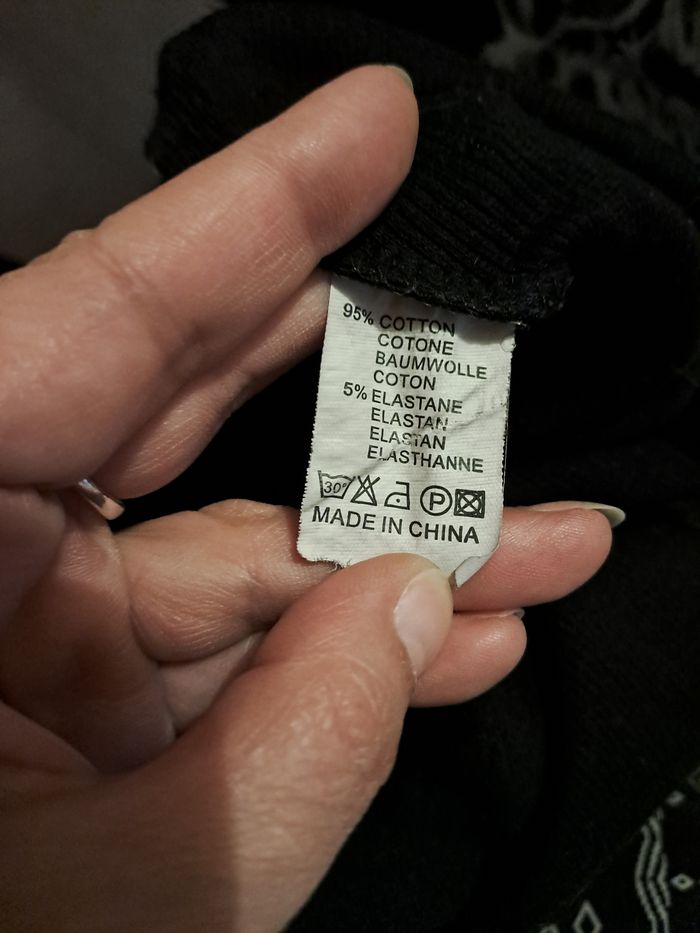 95% COTTON
COTONE
BAUMWOLLE
COTON
5% ELASTANE
ELASTAN
ELASTAN
ELASTHANNE
30° P
MADE IN CHINA